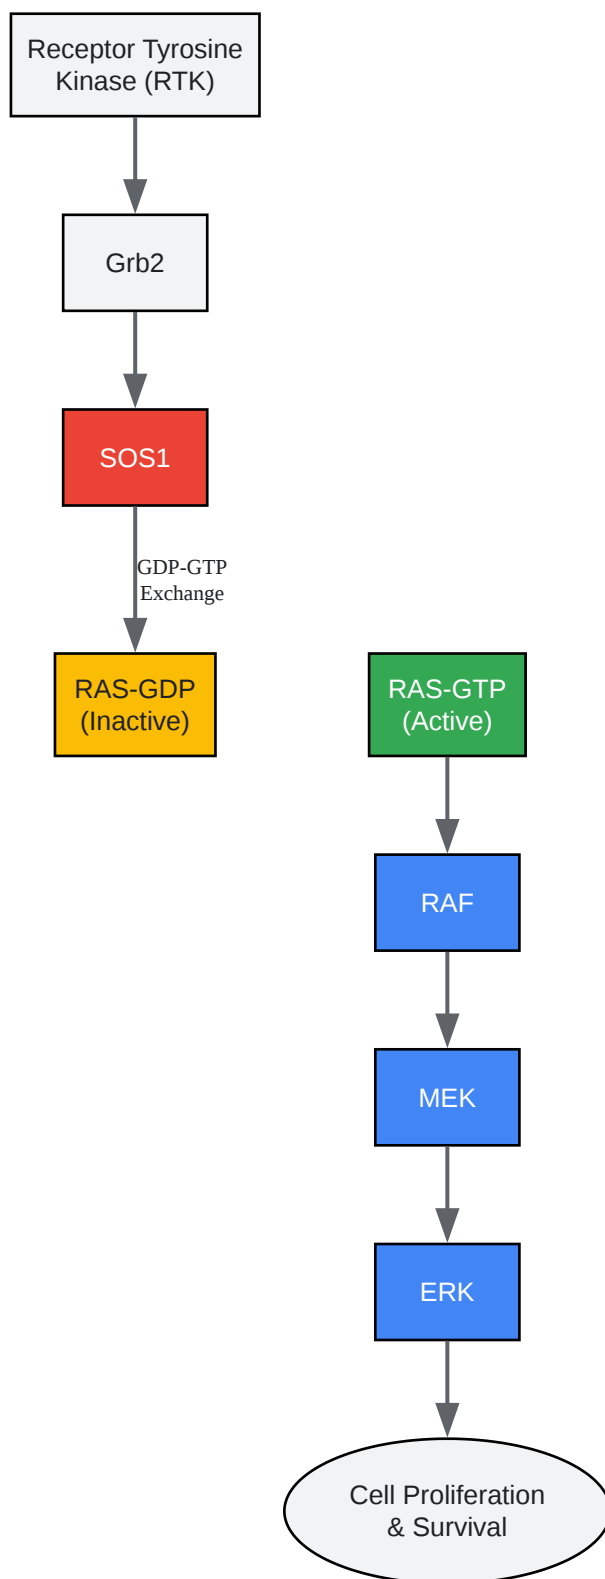 Receptor Tyrosine
Kinase (RTK)
Grb2
SOS1
GDP-GTP
Exchange
RAS-GDP
(Inactive)
RAS-GTP
(Active)
RAF
MEK
ERK
Cell Proliferation
& Survival